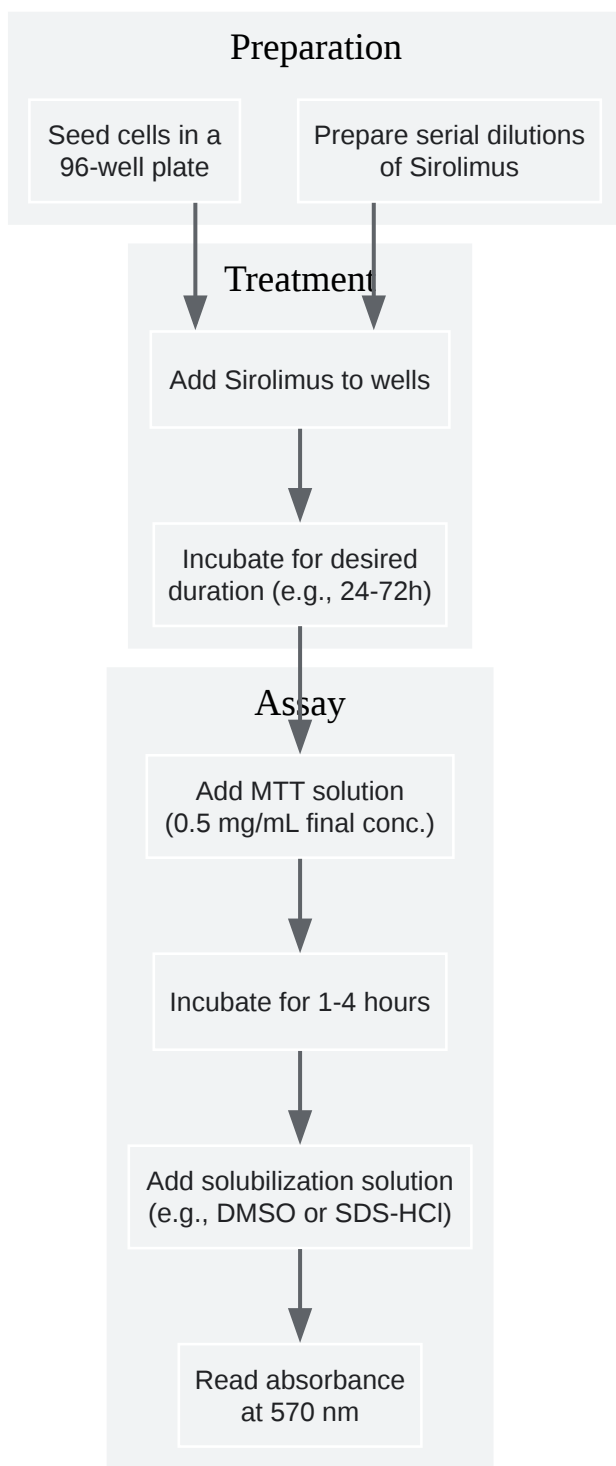 Preparation
Seed cells in a
96-well plate
Prepare serial dilutions
of Sirolimus
Treatment
Add Sirolimus to wells
Incubate for desired
duration (e.g., 24-72h)
Assay
Add MTT solution
(0.5 mg/mL final conc.)
Incubate for 1-4 hours
Add solubilization solution
(e.g., DMSO or SDS-HCl)
Read absorbance
at 570 nm